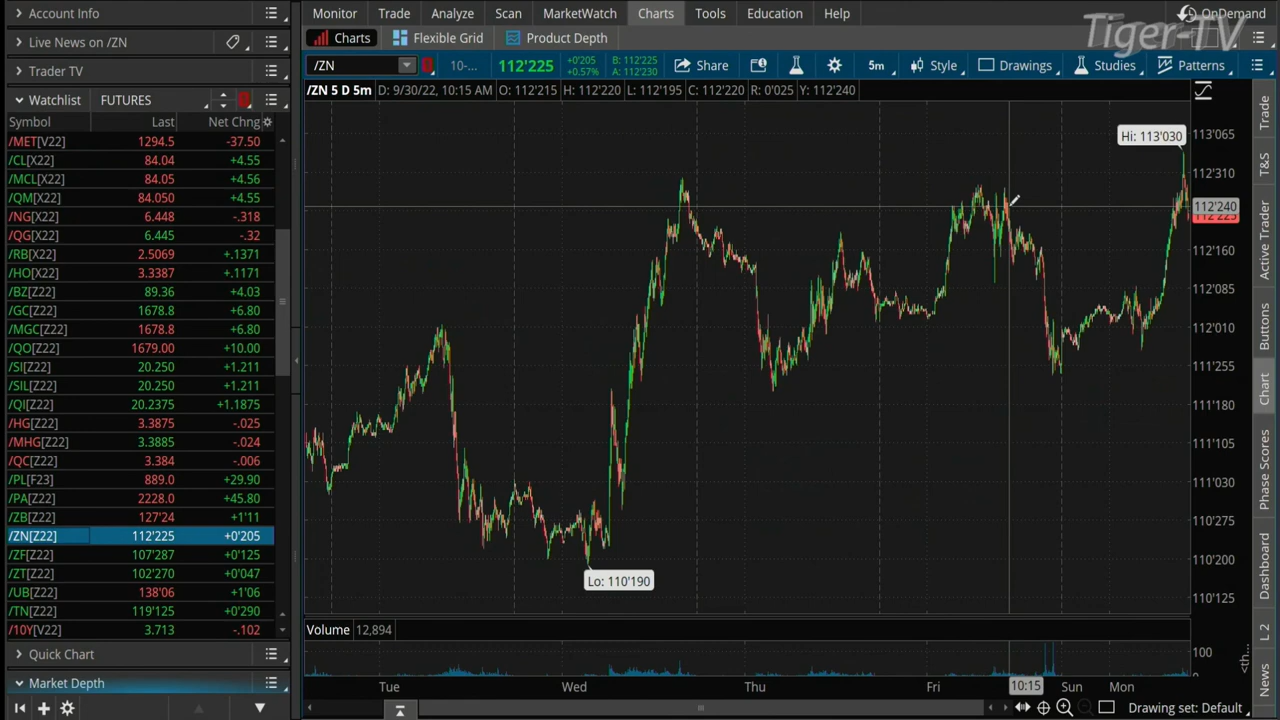 Account Info
Live News on /ZN
Trader TV
Watchlist FUTURES
Symbol Last Net Chng
/MET[V22] 1294.5 -37.50
/CL[X22] 84.04 +4.55
/MCL[X22] 84.05 +4.56
/QM[X22] 84.050 +4.55
/NG[X22] 6.448 -.318
/QG[X22] 6.445 -.32
/RB[X22] 2.5069 +.1371
/HO[X22] 3.3387 +.1171
/BZ[Z22] 89.36 +4.03
/GC[Z22] 1678.8 +6.80
/MGC[Z22] 1678.8 +6.80
/QO[Z22] 1679.00 +10.00
/SI[Z22] 20.250 +1.211
/SIL[Z22] 20.250 +1.211
/QI[Z22] 20.2375 +1.1875
/HG[Z22] 3.3875 -.025
/MHG[Z22] 3.3885 -.024
/QC[Z22] 3.384 -.006
/PL[F23] 889.0 +29.90
/PA[Z22] 2228.0 +45.80
/ZB[Z22] 127'24 +1'11
/ZN[Z22] 112'225 +0'205
/ZF[Z22] 107'287 +0'125
/ZT[Z22] 102'270 +0'047
/UB[Z22] 138'06 +1'06
/TN[Z22] 119'125 +0'290
/10Y[V22] 3.713 -.102
Quick Chart
Market Depth
Monitor Trade Analyze Scan MarketWatch Charts Tools Education Help
OnDemand
Tiger-TV
Charts Flexible Grid Product Depth
/ZN 10-... 112'225 +0'205 +0.57% B: 112'225 A: 112'230 Share 5m Style Drawings Studies Patterns
/ZN 5 D 5m D: 9/30/22, 10:15 AM O: 112'215 H: 112'220 L: 112'195 C: 112'220 R: 0'025 Y: 112'240
Hi: 113'030
Lo: 110'190
113'065
112'310
112'240
112'225
112'160
112'085
112'010
111'255
111'180
111'105
111'030
110'275
110'200
110'125
Volume 12,894
100
<th...
Tue Wed Thu Fri 10:15 Sun Mon
Drawing set: Default
Trade
T&S
Active Trader
Buttons
Chart
Phase Scores
Dashboard
L 2
News